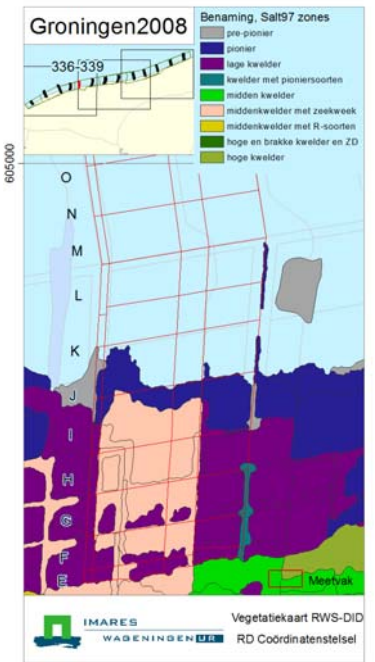 Groningen2008
336-339
Benaming, Salt97 zones
pre-pionier
pionier
lage kwelder
kwelder met pioniersoorten
midden kwelder
middenkwelder met zeekweek
middenkwelder met R-soorten
hoge en brakke kwelder en ZD
hoge kwelder
605000
O
N
M
L
K
J
I
H
G
F
E
Meetvak
IMARES
WAGENINGEN UR
Vegetatiekaart RWS-DID
RD Coördinatenstelsel